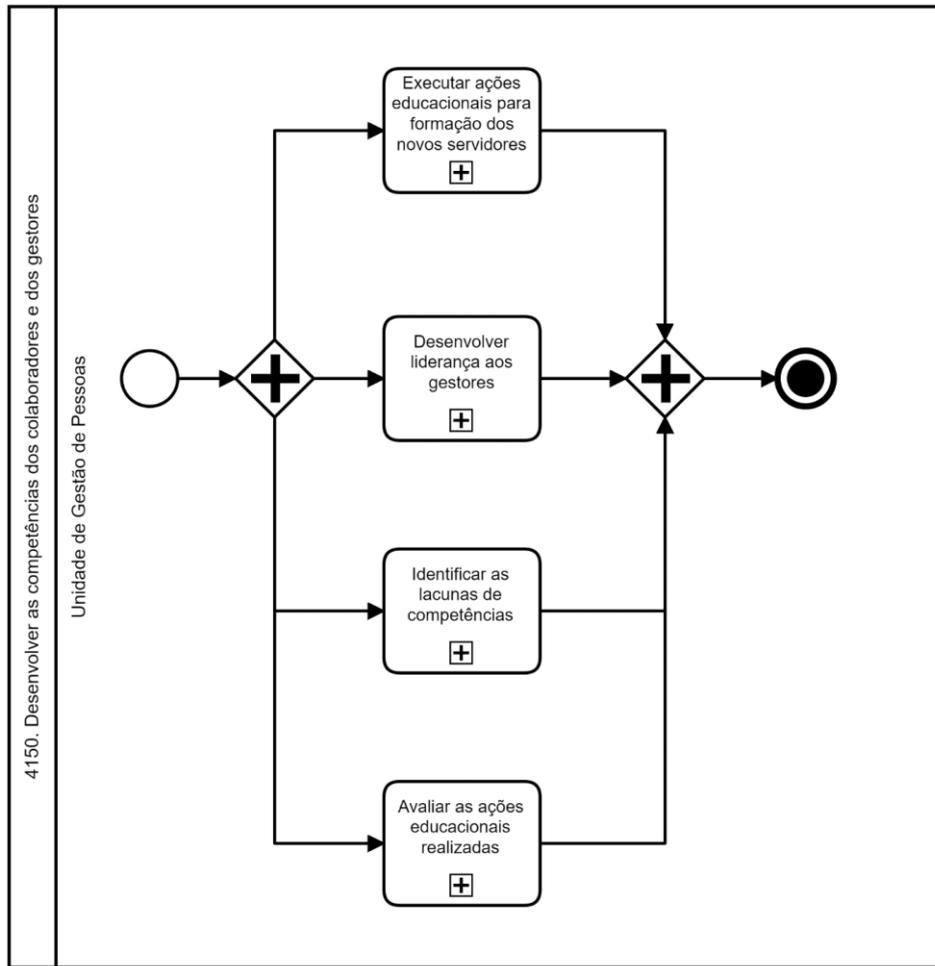 4150. Desenvolver as competências dos colaboradores e dos gestores
Unidade de Gestão de Pessoas
Executar ações
educacionais para
formação dos
novos servidores
Desenvolver
liderança aos
gestores
Identificar as
lacunas de
competências
Avaliar as ações
educacionais
realizadas